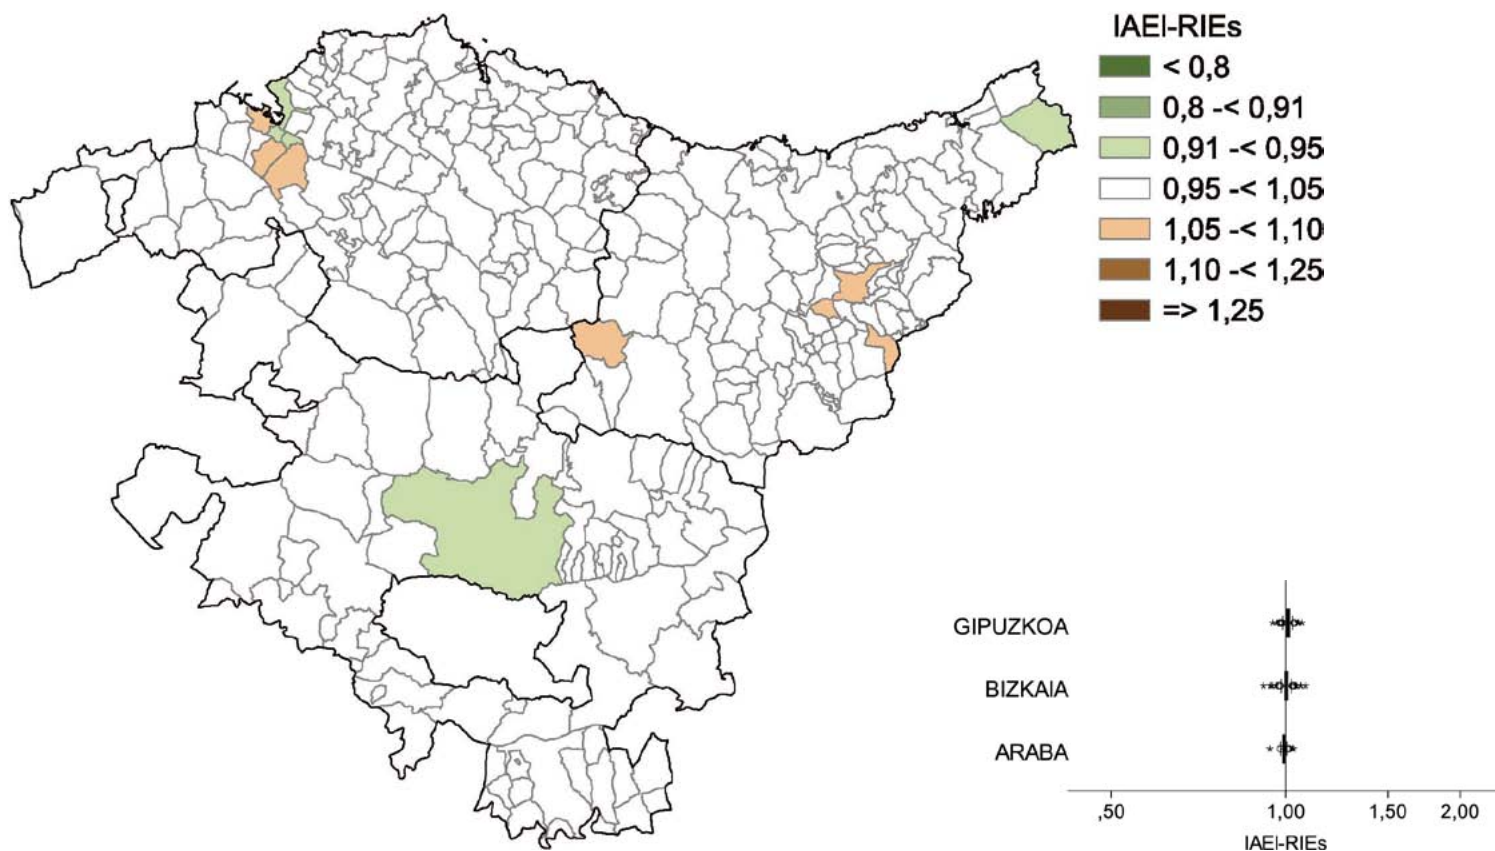 IAEI-RIEs
< 0,8
0,8 -< 0,91
0,91 -< 0,95
0,95 -< 1,05
1,05 -< 1,10
1,10 -< 1,25
=> 1,25
GIPUZKOA
BIZKAIA
ARABA
,50 1,00 1,50 2,00
IAEI-RIEs